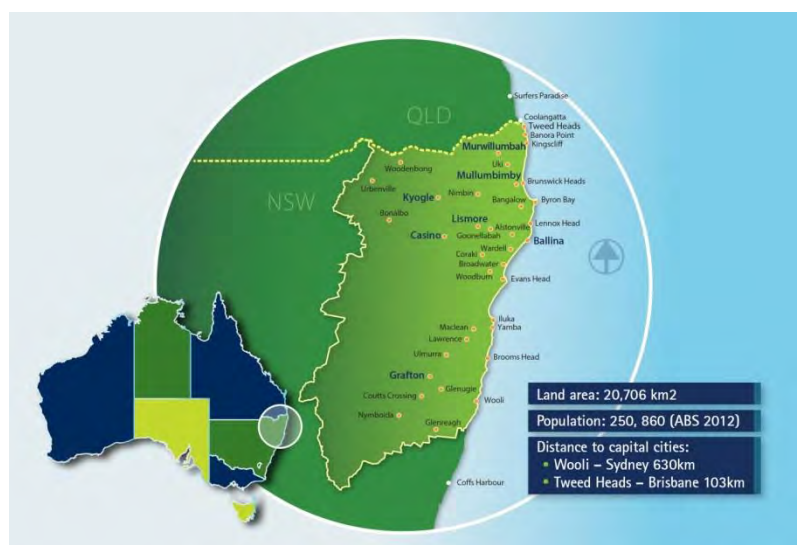 Surfers Paradise
QLD
Coolangatta
Tweed Heads
Banora Point
Kingscliff
Murwillumbah
Woodenbong
Uki
Mullumbimby
Urbenville
Brunswick Heads
NSW
Kyogle
Nimbin
Bangalow
Byron Bay
Bonalbo
Lismore
Alstonville
Lennox Head
Casino
Goonellabah
Ballina
Wardell
Coraki
Broadwater
Woodburn
Evans Head
Iluka
Maclean
Yamba
Lawrence
Ulmurra
Brooms Head
Grafton
Glenugie
Coutts Crossing
Wooli
Nymboida
Glenreagh
Coffs Harbour
Land area: 20,706 km2
Population: 250, 860 (ABS 2012)
Distance to capital cities:
Wooli – Sydney 630km
Tweed Heads – Brisbane 103km